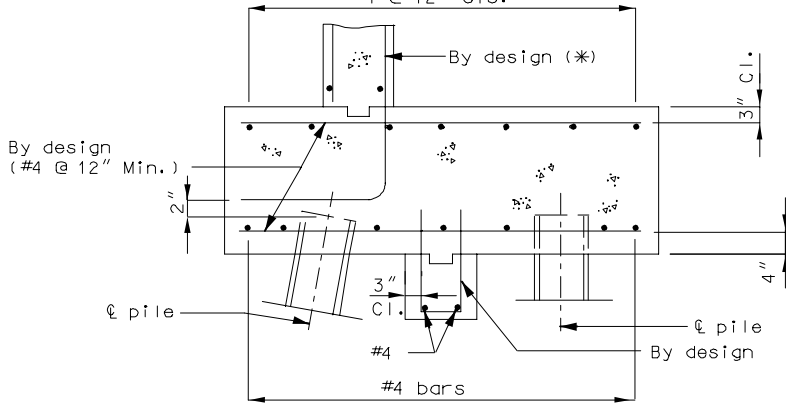 By design (*)
3" Cl.
By design
(#4 @ 12" Min.)
2"
4"
3"
Cl.
℄ pile
℄ pile
#4
By design
#4 bars